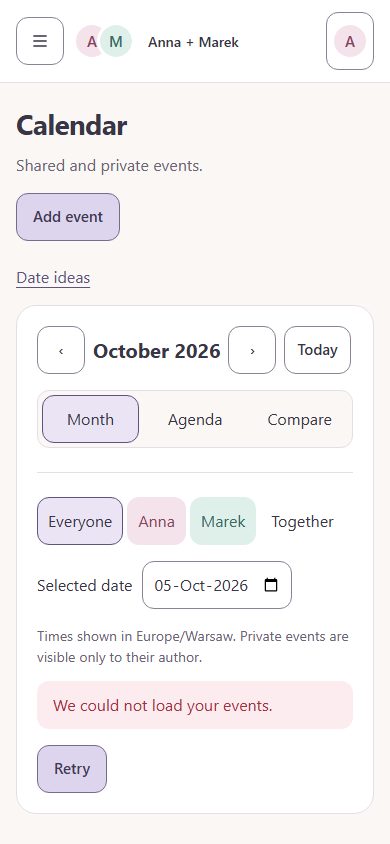 ☰ A M Anna + Marek A
Calendar
Shared and private events.
Add event
Date ideas
‹ October 2026 › Today
Month Agenda Compare
Everyone Anna Marek Together
Selected date 05-Oct-2026
Times shown in Europe/Warsaw. Private events are
visible only to their author.
We could not load your events.
Retry